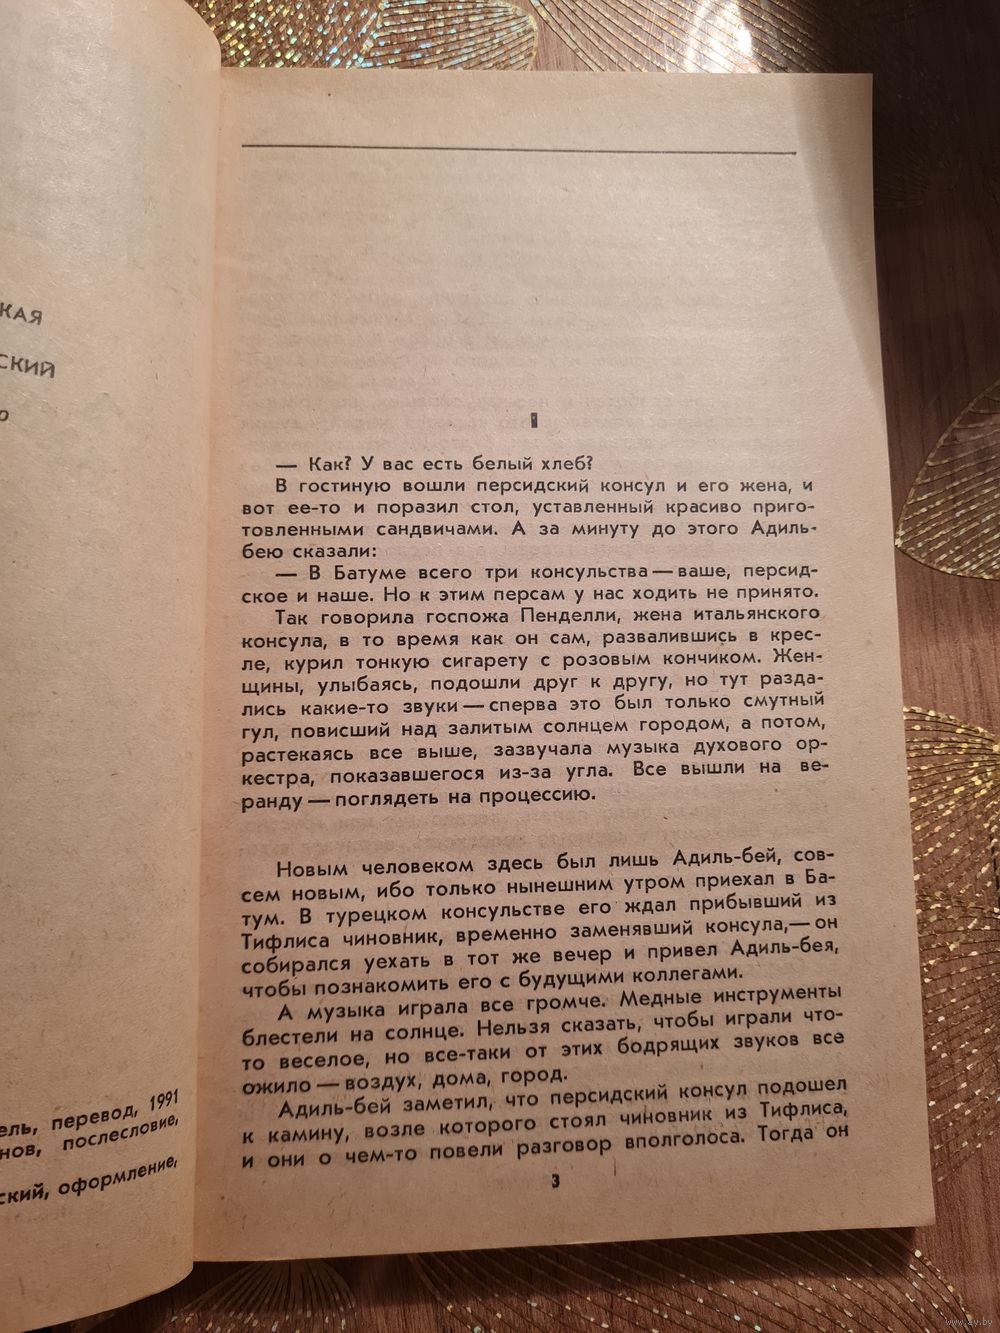 КАЯ
СКИЙ
ель, перевод, 1991
нов, послесловие,
ский, оформление,
— Как? У вас есть белый хлеб?
В гостиную вошли персидский консул и его жена, и
вот ее-то и поразил стол, уставленный красиво приго-
товленными сандвичами. А за минуту до этого Адиль-
бею сказали:
— В Батуме всего три консульства — ваше, персид-
ское и наше. Но к этим персам у нас ходить не принято.
Так говорила госпожа Пенделли, жена итальянского
консула, в то время как он сам, развалившись в крес-
ле, курил тонкую сигарету с розовым кончиком. Жен-
щины, улыбаясь, подошли друг к другу, но тут разда-
лись какие-то звуки — сперва это был только смутный
гул, повисший над залитым солнцем городом, а потом,
растекаясь все выше, зазвучала музыка духового ор-
кестра, показавшегося из-за угла. Все вышли на ве-
ранду — поглядеть на процессию.
Новым человеком здесь был лишь Адиль-бей, сов-
сем новым, ибо только нынешним утром приехал в Ба-
тум. В турецком консульстве его ждал прибывший из
Тифлиса чиновник, временно заменявший консула,— он
собирался уехать в тот же вечер и привел Адиль-бея,
чтобы познакомить его с будущими коллегами.
А музыка играла все громче. Медные инструменты
блестели на солнце. Нельзя сказать, чтобы играли что-
то веселое, но все-таки от этих бодрящих звуков все
ожило — воздух, дома, город.
Адиль-бей заметил, что персидский консул подошел
к камину, возле которого стоял чиновник из Тифлиса,
и они о чем-то повели разговор вполголоса. Тогда он
3
www.ay.by